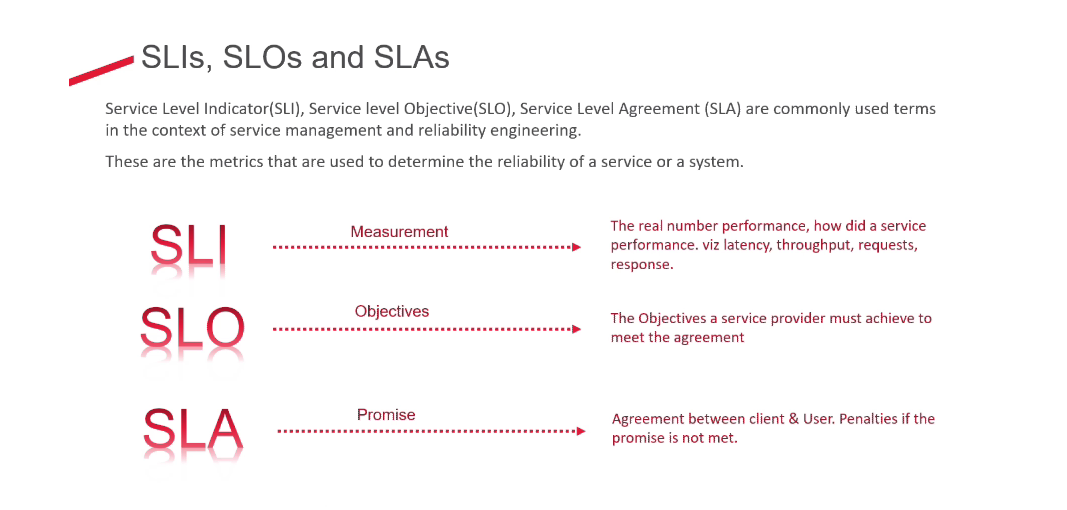 SLIs, SLOs and SLAs
Service Level Indicator(SLI), Service level Objective(SLO), Service Level Agreement (SLA) are commonly used terms
in the context of service management and reliability engineering.
These are the metrics that are used to determine the reliability of a service or a system.
SLI
Measurement
The real number performance, how did a service
performance. viz latency, throughput, requests,
response.
SLO
Objectives
The Objectives a service provider must achieve to
meet the agreement
SLA
Promise
Agreement between client & User. Penalties if the
promise is not met.